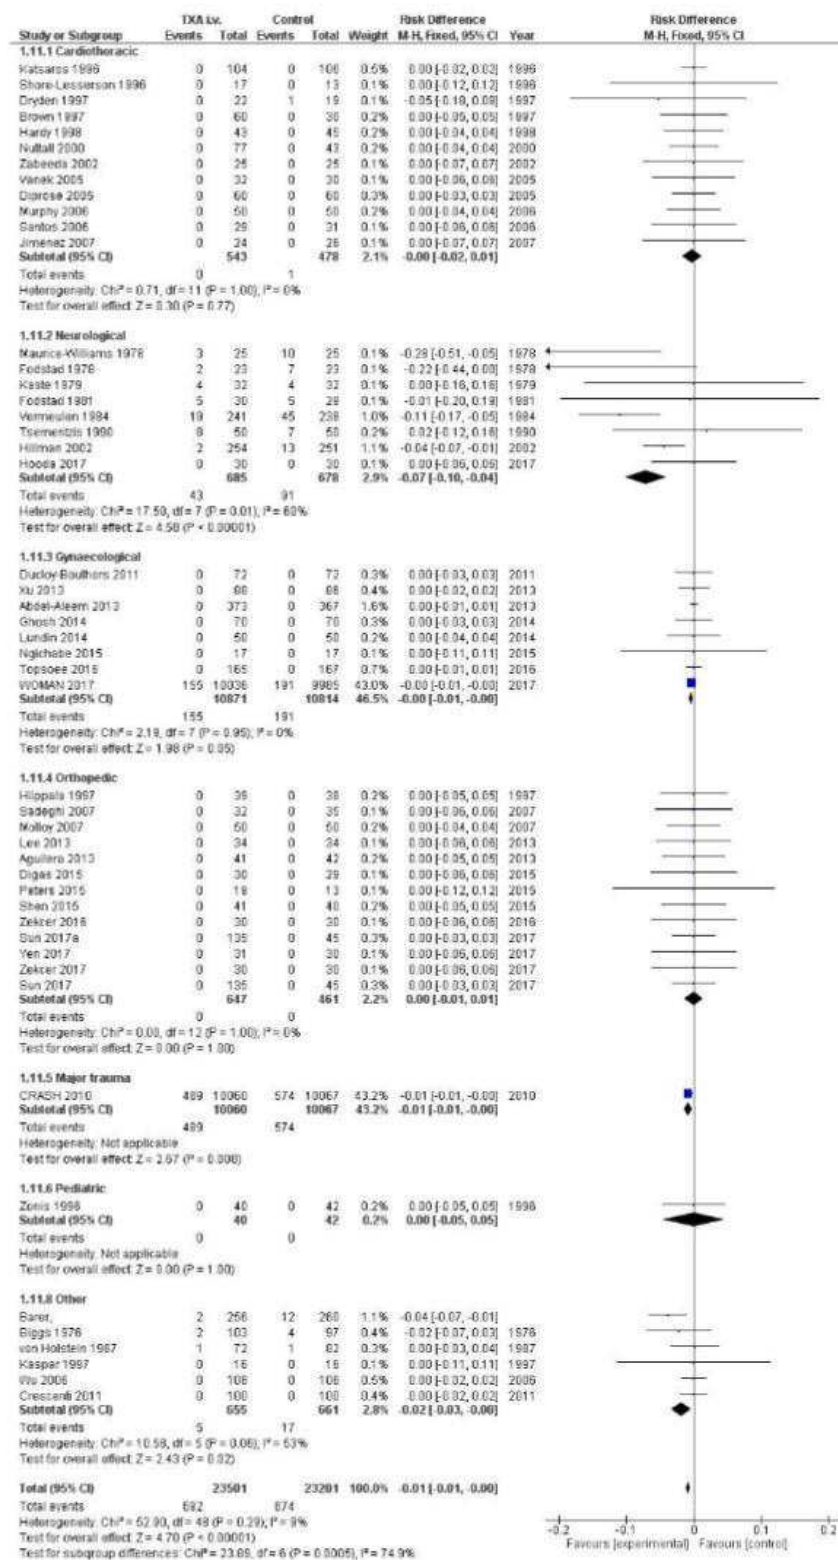 TXA i.v. Control Risk Difference Risk Difference
Study or Subgroup Events Total Events Total Weight M-H, Fixed, 95% CI Year M-H, Fixed, 95% CI
1.11.1 Cardiothoracic
Katsaros 1996 0 104 0 106 0.5% 0.00 [-0.02, 0.02] 1996
Shore-Lesserson 1996 0 17 0 13 0.1% 0.00 [-0.12, 0.12] 1996
Dryden 1997 0 22 1 19 0.1% -0.05 [-0.18, 0.08] 1997
Brown 1997 0 60 0 30 0.2% 0.00 [-0.05, 0.05] 1997
Hardy 1998 0 43 0 45 0.2% 0.00 [-0.04, 0.04] 1998
Nuttall 2000 0 77 0 43 0.2% 0.00 [-0.04, 0.04] 2000
Zabeeda 2002 0 25 0 25 0.1% 0.00 [-0.07, 0.07] 2002
Vanek 2005 0 32 0 30 0.1% 0.00 [-0.06, 0.06] 2005
Diprose 2005 0 60 0 60 0.3% 0.00 [-0.03, 0.03] 2005
Murphy 2006 0 50 0 50 0.2% 0.00 [-0.04, 0.04] 2006
Santos 2006 0 29 0 31 0.1% 0.00 [-0.06, 0.06] 2006
Jimenez 2007 0 24 0 26 0.1% 0.00 [-0.07, 0.07] 2007
Subtotal (95% CI) 543 478 2.1% -0.00 [-0.02, 0.01]
Total events 0 1
Heterogeneity: Chi² = 0.71, df = 11 (P = 1.00); I² = 0%
Test for overall effect: Z = 0.30 (P = 0.77)
1.11.2 Neurological
Maurice-Williams 1978 3 25 10 25 0.1% -0.28 [-0.51, -0.05] 1978
Fodstad 1978 2 23 7 23 0.1% -0.22 [-0.44, 0.00] 1978
Kaste 1979 4 32 4 32 0.1% 0.00 [-0.16, 0.16] 1979
Fodstad 1981 5 30 5 29 0.1% -0.01 [-0.20, 0.19] 1981
Vermeulen 1984 19 241 45 238 1.0% -0.11 [-0.17, -0.05] 1984
Tsementzis 1990 8 50 7 50 0.2% 0.02 [-0.12, 0.16] 1990
Hillman 2002 2 254 13 251 1.1% -0.04 [-0.07, -0.01] 2002
Hooda 2017 0 30 0 30 0.1% 0.00 [-0.06, 0.06] 2017
Subtotal (95% CI) 685 678 2.9% -0.07 [-0.10, -0.04]
Total events 43 91
Heterogeneity: Chi² = 17.50, df = 7 (P = 0.01); I² = 60%
Test for overall effect: Z = 4.58 (P < 0.00001)
1.11.3 Gynaecological
Ducloy-Bouthors 2011 0 72 0 72 0.3% 0.00 [-0.03, 0.03] 2011
Xu 2013 0 88 0 86 0.4% 0.00 [-0.02, 0.02] 2013
Abdel-Aleem 2013 0 373 0 367 1.6% 0.00 [-0.01, 0.01] 2013
Ghosh 2014 0 70 0 70 0.3% 0.00 [-0.03, 0.03] 2014
Lundin 2014 0 50 0 50 0.2% 0.00 [-0.04, 0.04] 2014
Ngichabe 2015 0 17 0 17 0.1% 0.00 [-0.11, 0.11] 2015
Topsoee 2016 0 165 0 167 0.7% 0.00 [-0.01, 0.01] 2016
WOMAN 2017 155 10036 191 9985 43.0% -0.00 [-0.01, -0.00] 2017
Subtotal (95% CI) 10871 10814 46.5% -0.00 [-0.01, -0.00]
Total events 155 191
Heterogeneity: Chi² = 2.19, df = 7 (P = 0.95); I² = 0%
Test for overall effect: Z = 1.98 (P = 0.05)
1.11.4 Orthopedic
Hiippala 1997 0 39 0 38 0.2% 0.00 [-0.05, 0.05] 1997
Sadeghi 2007 0 32 0 35 0.1% 0.00 [-0.06, 0.06] 2007
Molloy 2007 0 50 0 50 0.2% 0.00 [-0.04, 0.04] 2007
Lee 2013 0 34 0 34 0.1% 0.00 [-0.06, 0.06] 2013
Aguilera 2013 0 41 0 42 0.2% 0.00 [-0.05, 0.05] 2013
Digas 2015 0 30 0 29 0.1% 0.00 [-0.06, 0.06] 2015
Peters 2015 0 19 0 13 0.1% 0.00 [-0.12, 0.12] 2015
Shen 2015 0 41 0 40 0.2% 0.00 [-0.05, 0.05] 2015
Zekcer 2016 0 30 0 30 0.1% 0.00 [-0.06, 0.06] 2016
Sun 2017a 0 135 0 45 0.3% 0.00 [-0.03, 0.03] 2017
Yen 2017 0 31 0 30 0.1% 0.00 [-0.06, 0.06] 2017
Zekcer 2017 0 30 0 30 0.1% 0.00 [-0.06, 0.06] 2017
Sun 2017 0 135 0 45 0.3% 0.00 [-0.03, 0.03] 2017
Subtotal (95% CI) 647 461 2.2% 0.00 [-0.01, 0.01]
Total events 0 0
Heterogeneity: Chi² = 0.00, df = 12 (P = 1.00); I² = 0%
Test for overall effect: Z = 0.00 (P = 1.00)
1.11.5 Major trauma
CRASH 2010 489 10060 574 10067 43.2% -0.01 [-0.01, -0.00] 2010
Subtotal (95% CI) 10060 10067 43.2% -0.01 [-0.01, -0.00]
Total events 489 574
Heterogeneity: Not applicable
Test for overall effect: Z = 2.67 (P = 0.008)
1.11.6 Pediatric
Zonis 1996 0 40 0 42 0.2% 0.00 [-0.05, 0.05] 1996
Subtotal (95% CI) 40 42 0.2% 0.00 [-0.05, 0.05]
Total events 0 0
Heterogeneity: Not applicable
Test for overall effect: Z = 0.00 (P = 1.00)
1.11.8 Other
Barer, 2 256 12 260 1.1% -0.04 [-0.07, -0.01]
Biggs 1976 2 103 4 97 0.4% -0.02 [-0.07, 0.03] 1976
von Holstein 1987 1 72 1 82 0.3% 0.00 [-0.03, 0.04] 1987
Kaspar 1997 0 16 0 16 0.1% 0.00 [-0.11, 0.11] 1997
Wu 2006 0 108 0 106 0.5% 0.00 [-0.02, 0.02] 2006
Crescenti 2011 0 100 0 100 0.4% 0.00 [-0.02, 0.02] 2011
Subtotal (95% CI) 655 661 2.8% -0.02 [-0.03, -0.00]
Total events 5 17
Heterogeneity: Chi² = 10.58, df = 5 (P = 0.06); I² = 53%
Test for overall effect: Z = 2.43 (P = 0.02)
Total (95% CI) 23501 23201 100.0% -0.01 [-0.01, -0.00]
Total events 692 874
Heterogeneity: Chi² = 52.90, df = 48 (P = 0.29); I² = 9%
Test for overall effect: Z = 4.70 (P < 0.00001)
Test for subgroup differences: Chi² = 23.89, df = 6 (P = 0.0005), I² = 74.9%
-0.2 -0.1 0 0.1 0.2
Favours [experimental] Favours [control]